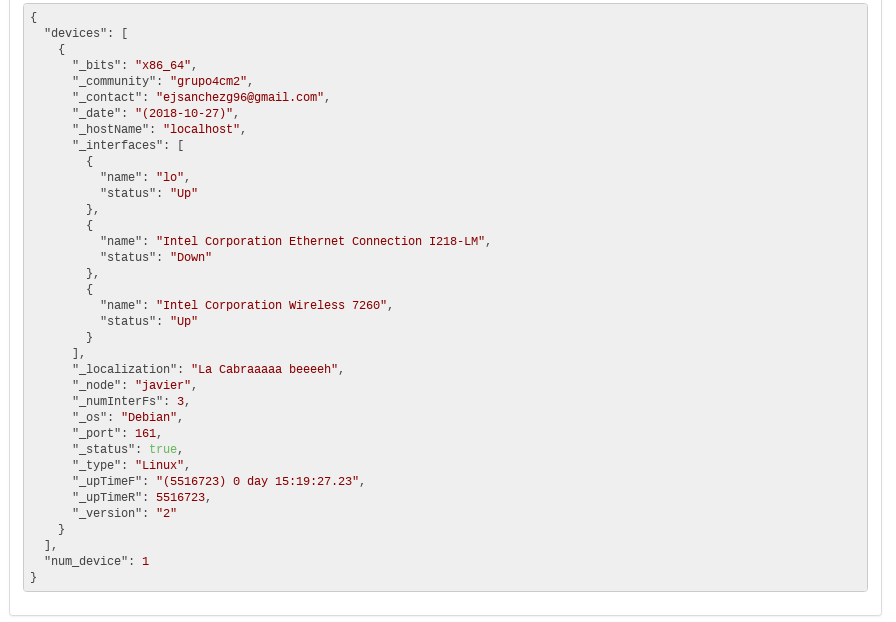 {
  "devices": [
    {
      "_bits": "x86_64",
      "_community": "grupo4cm2",
      "_contact": "ejsanchezg96@gmail.com",
      "_date": "(2018-10-27)",
      "_hostName": "localhost",
      "_interfaces": [
        {
          "name": "lo",
          "status": "Up"
        },
        {
          "name": "Intel Corporation Ethernet Connection I218-LM",
          "status": "Down"
        },
        {
          "name": "Intel Corporation Wireless 7260",
          "status": "Up"
        }
      ],
      "_localization": "La Cabraaaaa beeeeh",
      "_node": "javier",
      "_numInterFs": 3,
      "_os": "Debian",
      "_port": 161,
      "_status": true,
      "_type": "Linux",
      "_upTimeF": "(5516723) 0 day 15:19:27.23",
      "_upTimeR": 5516723,
      "_version": "2"
    }
  ],
  "num_device": 1
}